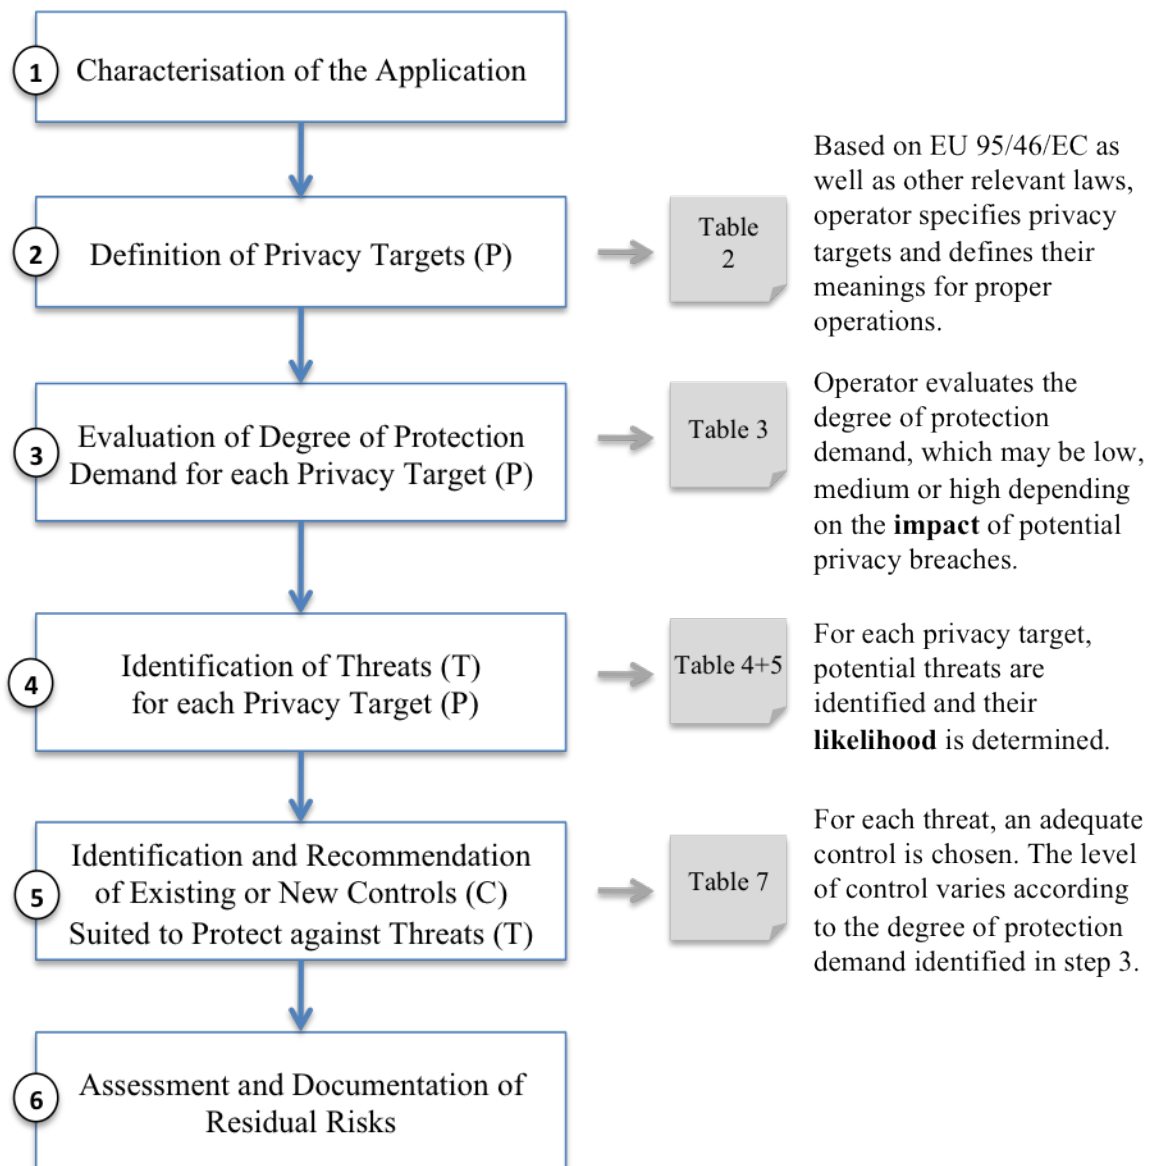 1
Characterisation of the Application
2
Definition of Privacy Targets (P)
Table
2
Based on EU 95/46/EC as
well as other relevant laws,
operator specifies privacy
targets and defines their
meanings for proper
operations.
3
Evaluation of Degree of Protection
Demand for each Privacy Target (P)
Table 3
Operator evaluates the
degree of protection
demand, which may be low,
medium or high depending
on the impact of potential
privacy breaches.
4
Identification of Threats (T)
for each Privacy Target (P)
Table 4+5
For each privacy target,
potential threats are
identified and their
likelihood is determined.
5
Identification and Recommendation
of Existing or New Controls (C)
Suited to Protect against Threats (T)
Table 7
For each threat, an adequate
control is chosen. The level
of control varies according
to the degree of protection
demand identified in step 3.
6
Assessment and Documentation of
Residual Risks